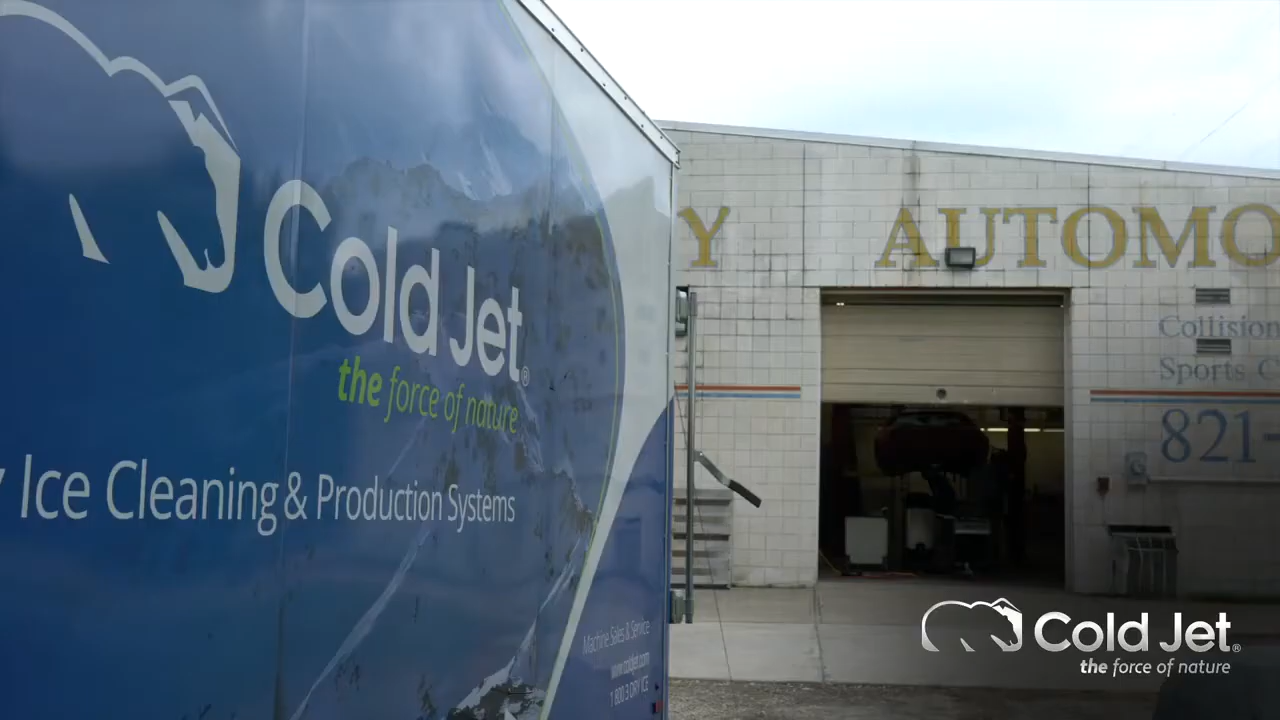 Cold Jet®
the force of nature
Ice Cleaning & Production Systems
Machine Sales & Service
www.coldjet.com
1 800.3 DRY ICE
Y AUTOMO
Collision
Sports C
821-
Cold Jet®
the force of nature